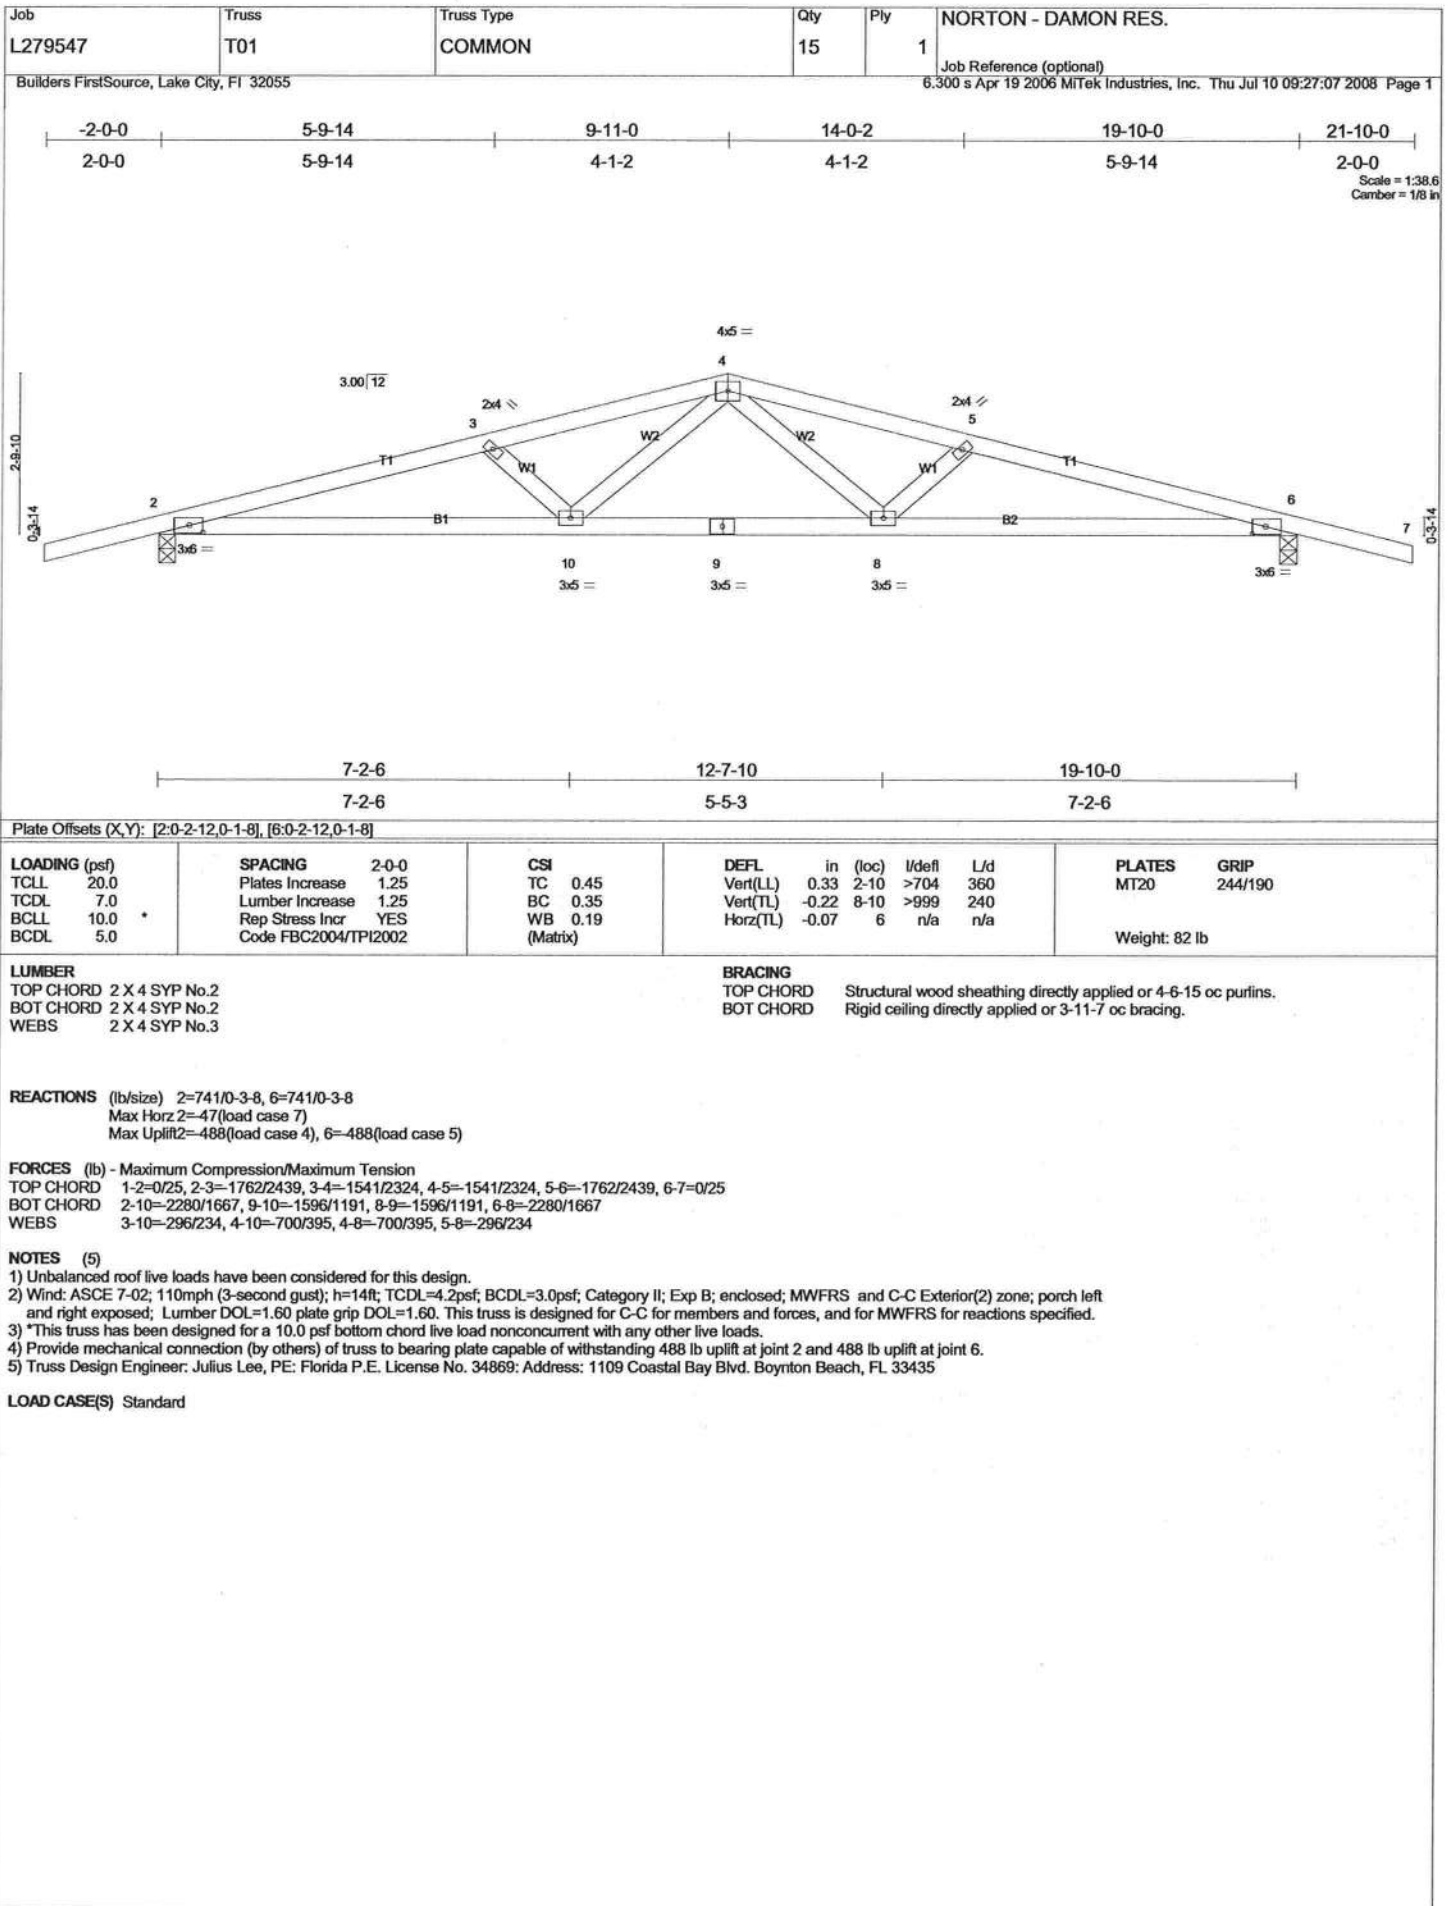 Job Truss Truss Type Qty Ply NORTON - DAMON RES.
L279547 T01 COMMON 15 1
Job Reference (optional)
Builders FirstSource, Lake City, Fl 32055 6.300 s Apr 19 2006 MiTek Industries, Inc. Thu Jul 10 09:27:07 2008 Page 1
-2-0-0 5-9-14 9-11-0 14-0-2 19-10-0 21-10-0
2-0-0 5-9-14 4-1-2 4-1-2 5-9-14 2-0-0
Scale = 1:38.6
Camber = 1/8 in
4x5 =
4
3.00 12
2x4 \\ 2x4 //
3 5
W2 W2
2-9-10
T1 W1 W1 T1
2 6
0-3-14 B1 B2 7 0-3-14
3x6 = 3x6 =
10 9 8
3x5 = 3x5 = 3x5 =
7-2-6 12-7-10 19-10-0
7-2-6 5-5-3 7-2-6
Plate Offsets (X,Y): [2:0-2-12,0-1-8], [6:0-2-12,0-1-8]
LOADING (psf) SPACING 2-0-0 CSI DEFL in (loc) l/defl L/d PLATES GRIP
TCLL 20.0 Plates Increase 1.25 TC 0.45 Vert(LL) 0.33 2-10 >704 360 MT20 244/190
TCDL 7.0 Lumber Increase 1.25 BC 0.35 Vert(TL) -0.22 8-10 >999 240
BCLL 10.0 * Rep Stress Incr YES WB 0.19 Horz(TL) -0.07 6 n/a n/a
BCDL 5.0 Code FBC2004/TPI2002 (Matrix) Weight: 82 lb
LUMBER BRACING
TOP CHORD 2 X 4 SYP No.2 TOP CHORD Structural wood sheathing directly applied or 4-6-15 oc purlins.
BOT CHORD 2 X 4 SYP No.2 BOT CHORD Rigid ceiling directly applied or 3-11-7 oc bracing.
WEBS 2 X 4 SYP No.3
REACTIONS (lb/size) 2=741/0-3-8, 6=741/0-3-8
Max Horz 2=-47(load case 7)
Max Uplift2=-488(load case 4), 6=-488(load case 5)
FORCES (lb) - Maximum Compression/Maximum Tension
TOP CHORD 1-2=0/25, 2-3=-1762/2439, 3-4=-1541/2324, 4-5=-1541/2324, 5-6=-1762/2439, 6-7=0/25
BOT CHORD 2-10=-2280/1667, 9-10=-1596/1191, 8-9=-1596/1191, 6-8=-2280/1667
WEBS 3-10=-296/234, 4-10=-700/395, 4-8=-700/395, 5-8=-296/234
NOTES (5)
1) Unbalanced roof live loads have been considered for this design.
2) Wind: ASCE 7-02; 110mph (3-second gust); h=14ft; TCDL=4.2psf; BCDL=3.0psf; Category II; Exp B; enclosed; MWFRS and C-C Exterior(2) zone; porch left
and right exposed; Lumber DOL=1.60 plate grip DOL=1.60. This truss is designed for C-C for members and forces, and for MWFRS for reactions specified.
3) *This truss has been designed for a 10.0 psf bottom chord live load nonconcurrent with any other live loads.
4) Provide mechanical connection (by others) of truss to bearing plate capable of withstanding 488 lb uplift at joint 2 and 488 lb uplift at joint 6.
5) Truss Design Engineer: Julius Lee, PE: Florida P.E. License No. 34869: Address: 1109 Coastal Bay Blvd. Boynton Beach, FL 33435
LOAD CASE(S) Standard